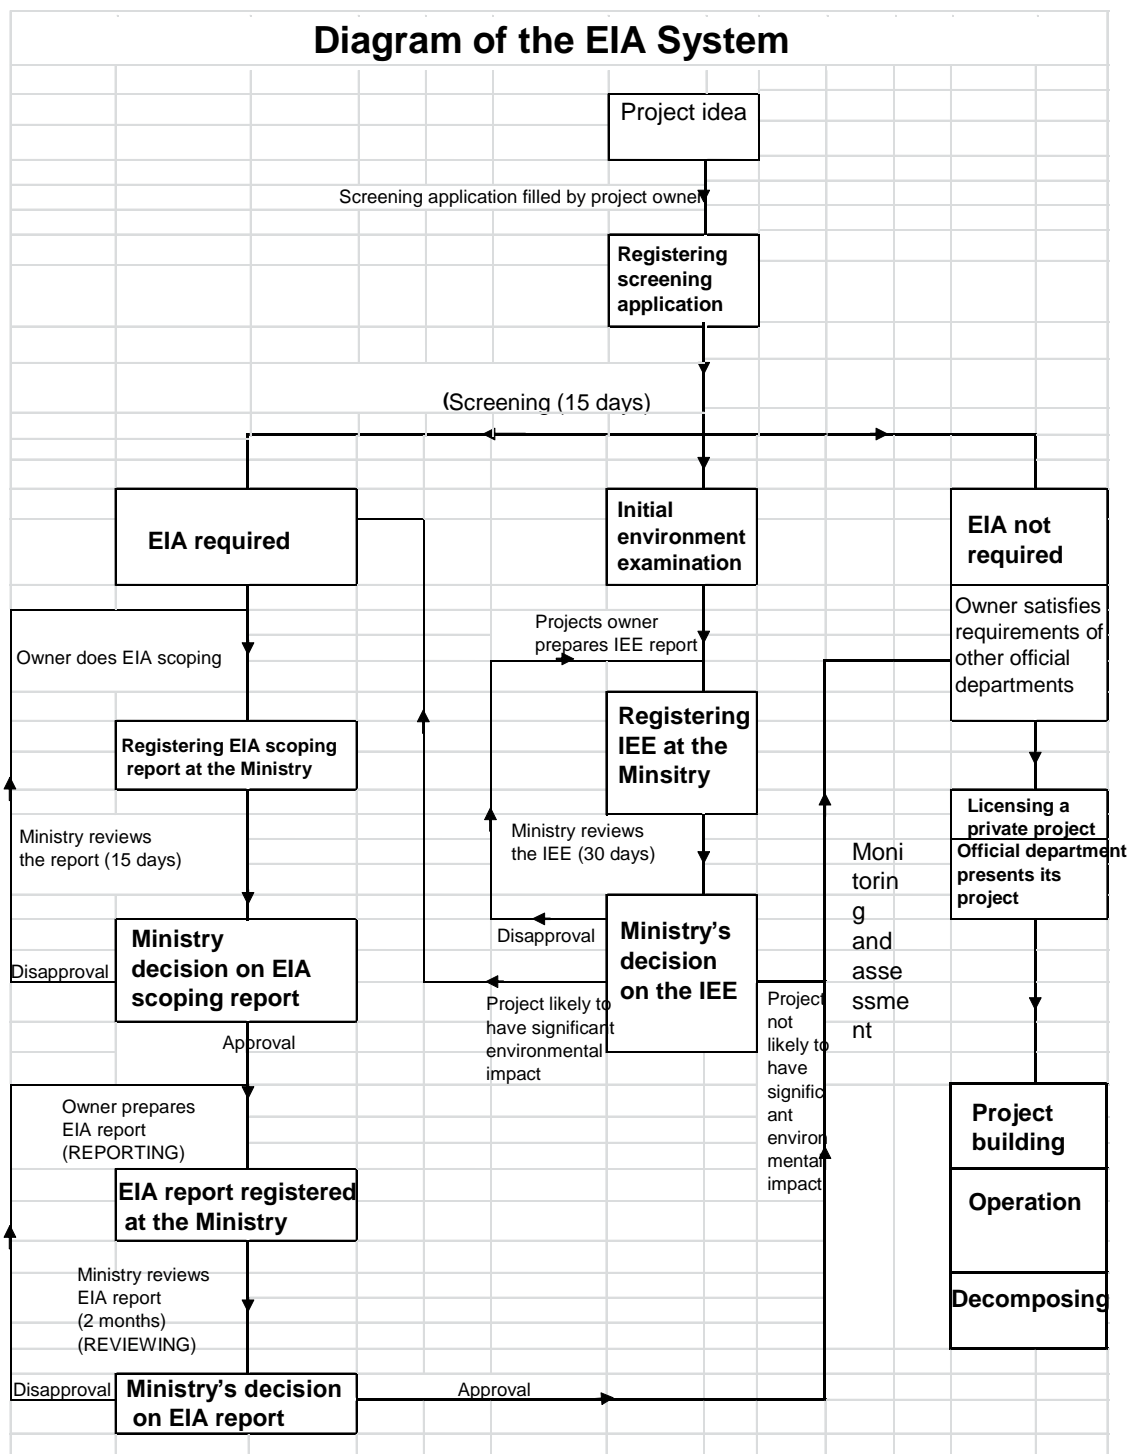 Diagram of the EIA System
Project idea
Screening application filled by project owner
Registering
screening
application
(Screening (15 days)
EIA required
Initial
environment
examination
EIA not
required
Owner satisfies
requirements of
other official
departments
Projects owner
prepares IEE report
Owner does EIA scoping
Registering EIA scoping
report at the Ministry
Registering
IEE at the
Minsitry
Licensing a
private project
Official department
presents its
project
Ministry reviews
the report (15 days)
Ministry reviews
the IEE (30 days)
Moni
torin
g
and
asse
ssme
nt
Ministry
decision on EIA
scoping report
Disapproval
Disapproval
Ministry's
decision
on the IEE
Project likely to
have significant
environmental
impact
Project
not
likely to
have
signific
ant
environ
mental
impact
Approval
Owner prepares
EIA report
(REPORTING)
EIA report registered
at the Ministry
Project
building
Operation
Decomposing
Ministry reviews
EIA report
(2 months)
(REVIEWING)
Disapproval
Ministry's decision
on EIA report
Approval